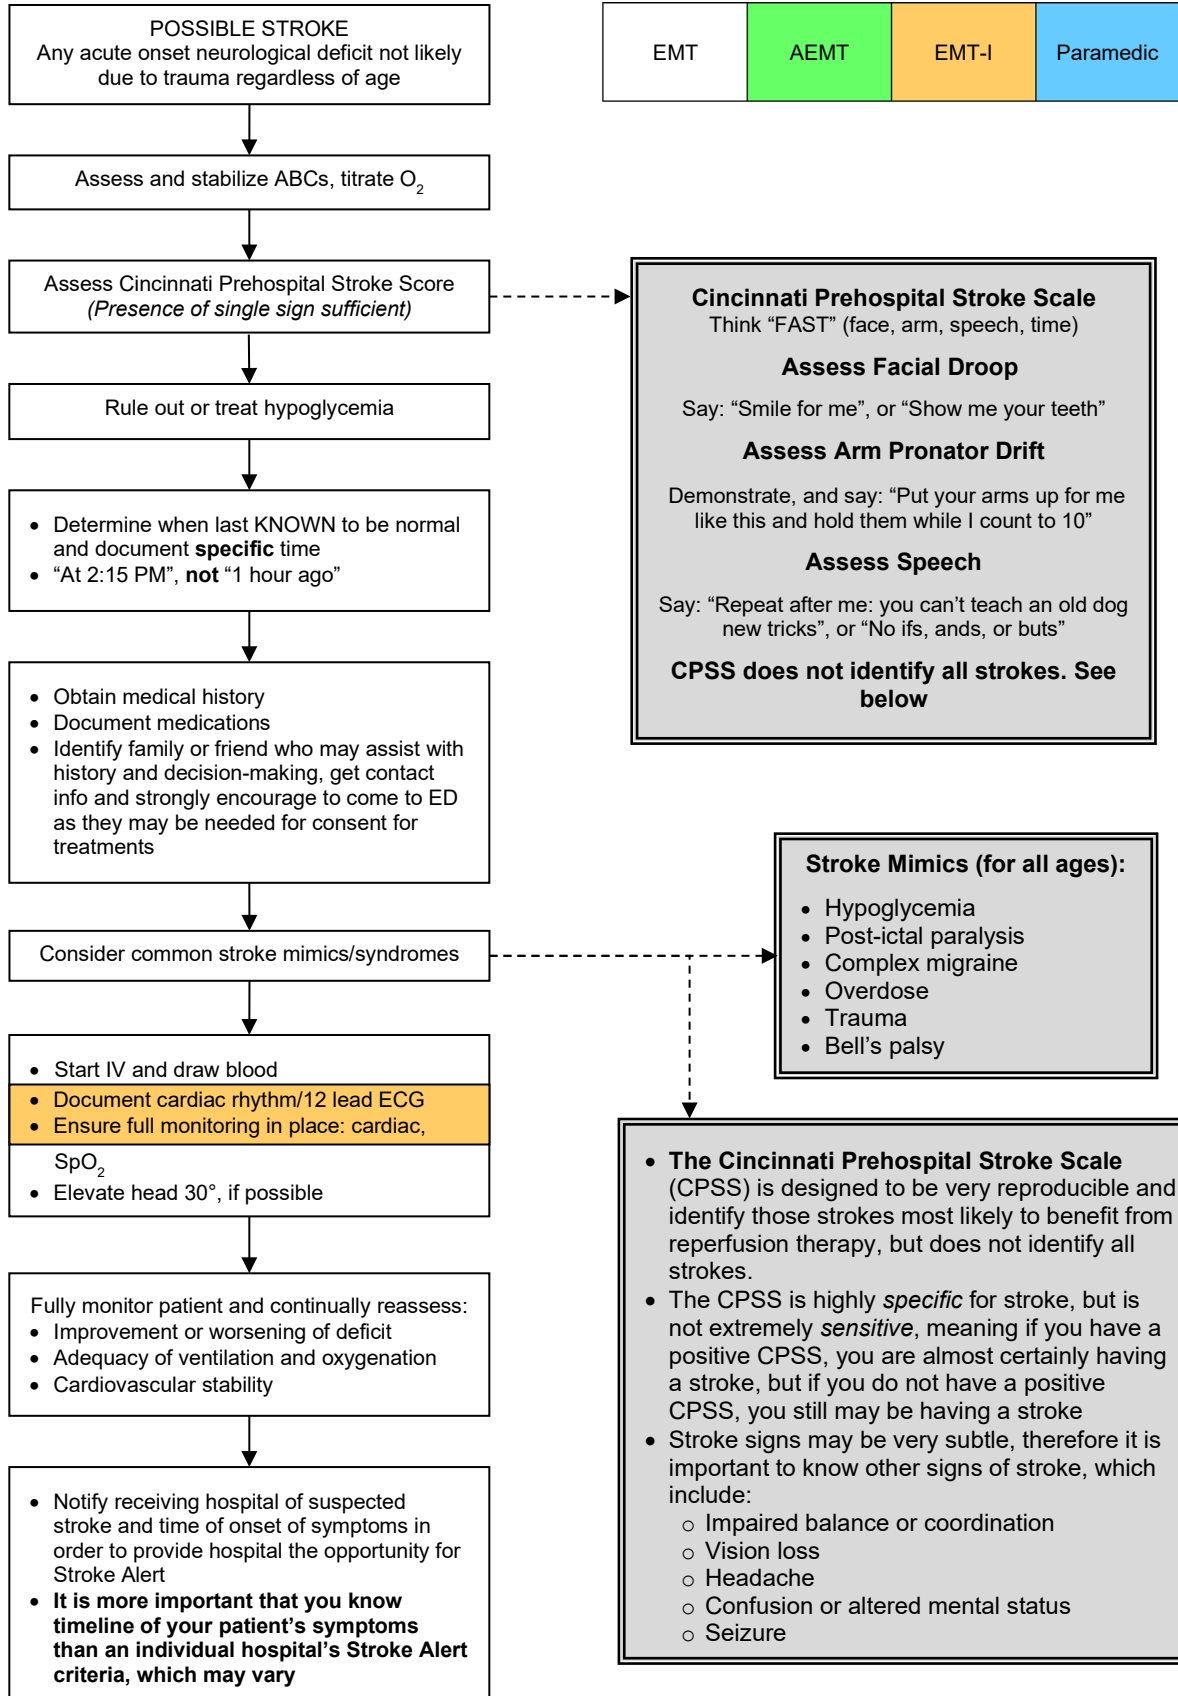 POSSIBLE STROKE
Any acute onset neurological deficit not likely
due to trauma regardless of age
EMT
AEMT
EMT-I
Paramedic
Assess and stabilize ABCs, titrate O₂
Assess Cincinnati Prehospital Stroke Score
(Presence of single sign sufficient)
Rule out or treat hypoglycemia
• Determine when last KNOWN to be normal
and document specific time
• “At 2:15 PM”, not “1 hour ago”
• Obtain medical history
• Document medications
• Identify family or friend who may assist with
history and decision-making, get contact
info and strongly encourage to come to ED
as they may be needed for consent for
treatments
Consider common stroke mimics/syndromes
• Start IV and draw blood
• Document cardiac rhythm/12 lead ECG
• Ensure full monitoring in place: cardiac,
SpO₂
• Elevate head 30°, if possible
Fully monitor patient and continually reassess:
• Improvement or worsening of deficit
• Adequacy of ventilation and oxygenation
• Cardiovascular stability
• Notify receiving hospital of suspected
stroke and time of onset of symptoms in
order to provide hospital the opportunity for
Stroke Alert
• It is more important that you know
timeline of your patient’s symptoms
than an individual hospital’s Stroke Alert
criteria, which may vary
Cincinnati Prehospital Stroke Scale
Think “FAST” (face, arm, speech, time)
Assess Facial Droop
Say: “Smile for me”, or “Show me your teeth”
Assess Arm Pronator Drift
Demonstrate, and say: “Put your arms up for me
like this and hold them while I count to 10”
Assess Speech
Say: “Repeat after me: you can’t teach an old dog
new tricks”, or “No ifs, ands, or buts”
CPSS does not identify all strokes. See
below
Stroke Mimics (for all ages):
• Hypoglycemia
• Post-ictal paralysis
• Complex migraine
• Overdose
• Trauma
• Bell’s palsy
• The Cincinnati Prehospital Stroke Scale
(CPSS) is designed to be very reproducible and
identify those strokes most likely to benefit from
reperfusion therapy, but does not identify all
strokes.
• The CPSS is highly specific for stroke, but is
not extremely sensitive, meaning if you have a
positive CPSS, you are almost certainly having
a stroke, but if you do not have a positive
CPSS, you still may be having a stroke
• Stroke signs may be very subtle, therefore it is
important to know other signs of stroke, which
include:
o Impaired balance or coordination
o Vision loss
o Headache
o Confusion or altered mental status
o Seizure